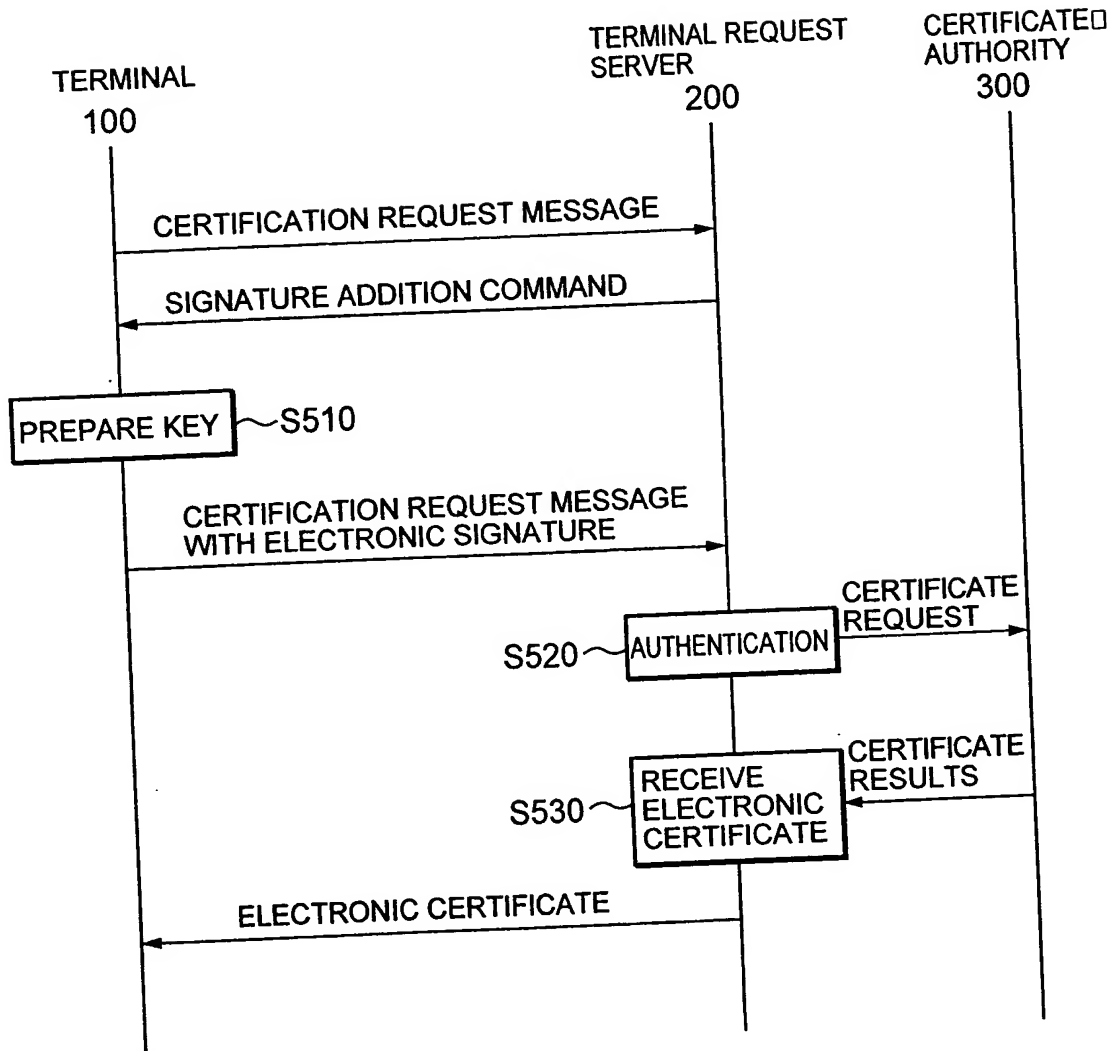 TERMINAL
100
TERMINAL REQUEST
SERVER
200
CERTIFICATE□
AUTHORITY
300
CERTIFICATION REQUEST MESSAGE
SIGNATURE ADDITION COMMAND
PREPARE KEY
S510
CERTIFICATION REQUEST MESSAGE
WITH ELECTRONIC SIGNATURE
CERTIFICATE
REQUEST
S520
AUTHENTICATION
CERTIFICATE
RESULTS
S530
RECEIVE
ELECTRONIC
CERTIFICATE
ELECTRONIC CERTIFICATE